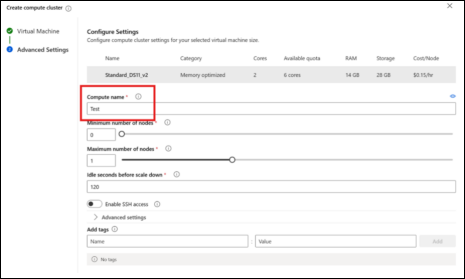 Create compute cluster
Virtual Machine
Advanced Settings
Configure Settings
Configure compute cluster settings for your selected virtual machine size.
Name Category Cores Available quota RAM Storage Cost/Node
Standard_DS11_v2 Memory optimized 2 6 cores 14 GB 28 GB $0.15/hr
Compute name *
Test
Minimum number of nodes *
0
Maximum number of nodes *
1
Idle seconds before scale down *
120
Enable SSH access
Advanced settings
Add tags
Name : Value Add
No tags